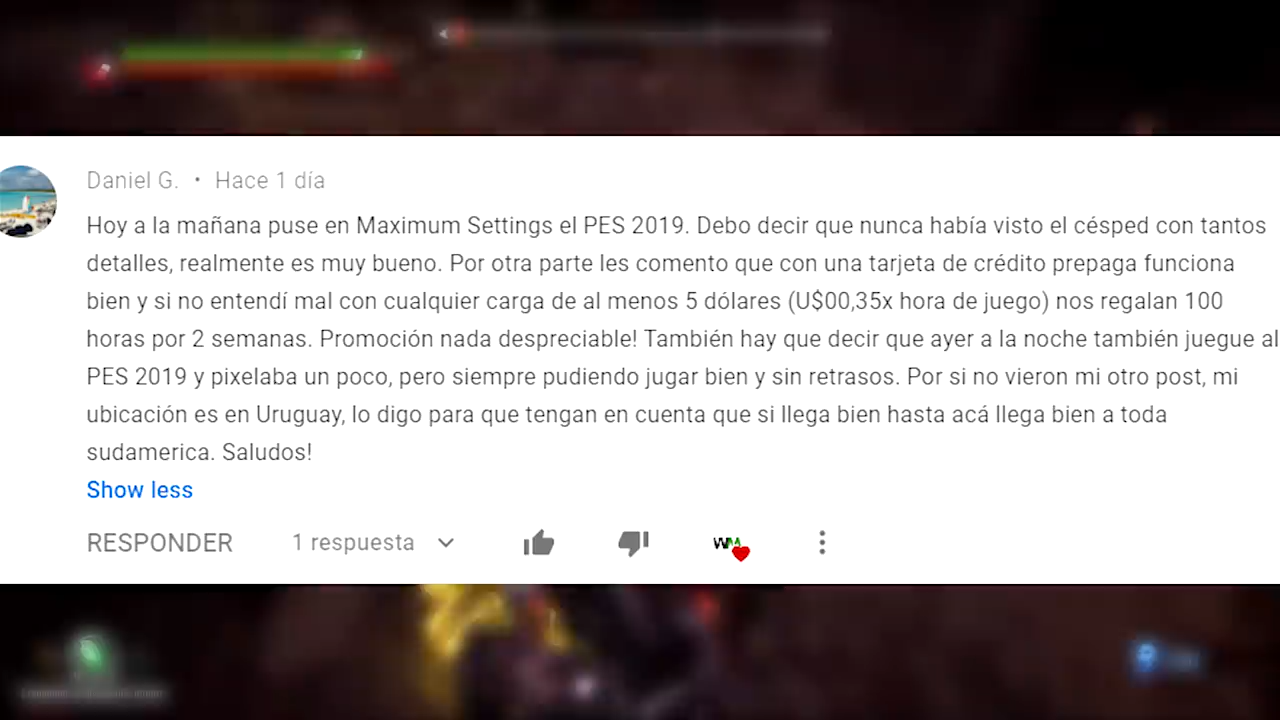 Daniel G. • Hace 1 día
Hoy a la mañana puse en Maximum Settings el PES 2019. Debo decir que nunca había visto el césped con tantos
detalles, realmente es muy bueno. Por otra parte les comento que con una tarjeta de crédito prepaga funciona
bien y si no entendí mal con cualquier carga de al menos 5 dólares (U$00,35x hora de juego) nos regalan 100
horas por 2 semanas. Promoción nada despreciable! También hay que decir que ayer a la noche también juegue al
PES 2019 y pixelaba un poco, pero siempre pudiendo jugar bien y sin retrasos. Por si no vieron mi otro post, mi
ubicación es en Uruguay, lo digo para que tengan en cuenta que si llega bien hasta acá llega bien a toda
sudamerica. Saludos!
Show less
RESPONDER 1 respuesta WM